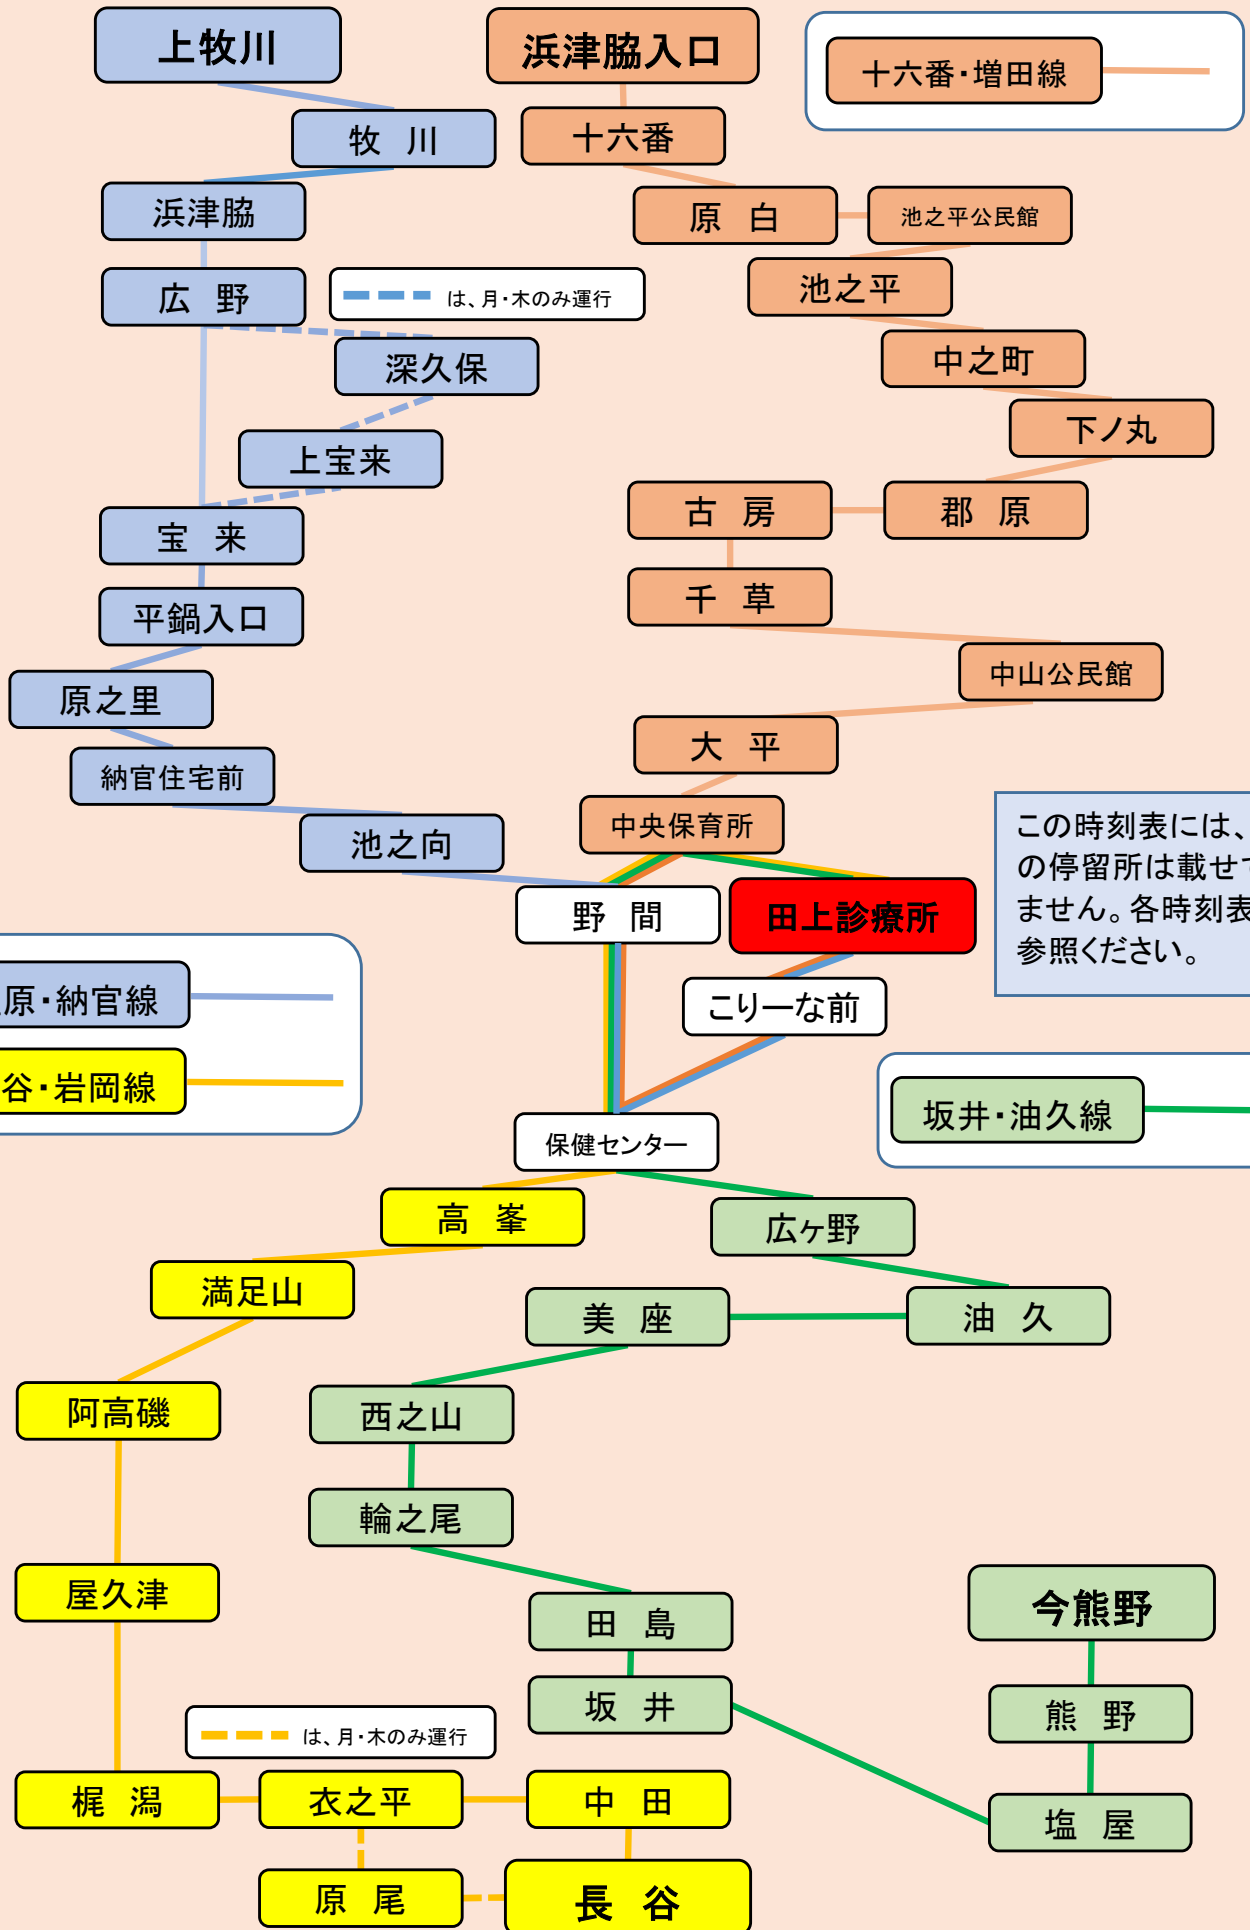 上牧川
浜津脇入口
十六番・増田線
牧 川
十六番
浜津脇
原 白
池之平公民館
広 野
は、月・木のみ運行
池之平
深久保
中之町
上宝来
下ノ丸
宝 来
古 房
郡 原
平鍋入口
千 草
原之里
中山公民館
納官住宅前
大 平
池之向
中央保育所
この時刻表には、
の停留所は載せて
ません。各時刻表
参照ください。
野 間
田上診療所
原・納官線
こりーな前
谷・岩岡線
坂井・油久線
保健センター
高 峯
広ヶ野
満足山
美 座
油 久
阿高磯
西之山
輪之尾
屋久津
田 島
今熊野
坂 井
熊 野
は、月・木のみ運行
梶 潟
衣之平
中 田
塩 屋
原 尾
長 谷